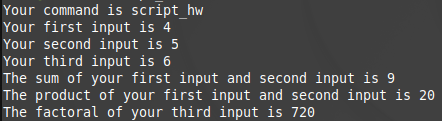 Your command is script_hw
Your first input is 4
Your second input is 5
Your third input is 6
The sum of your first input and second input is 9
The product of your first input and second input is 20
The factoral of your third input is 720